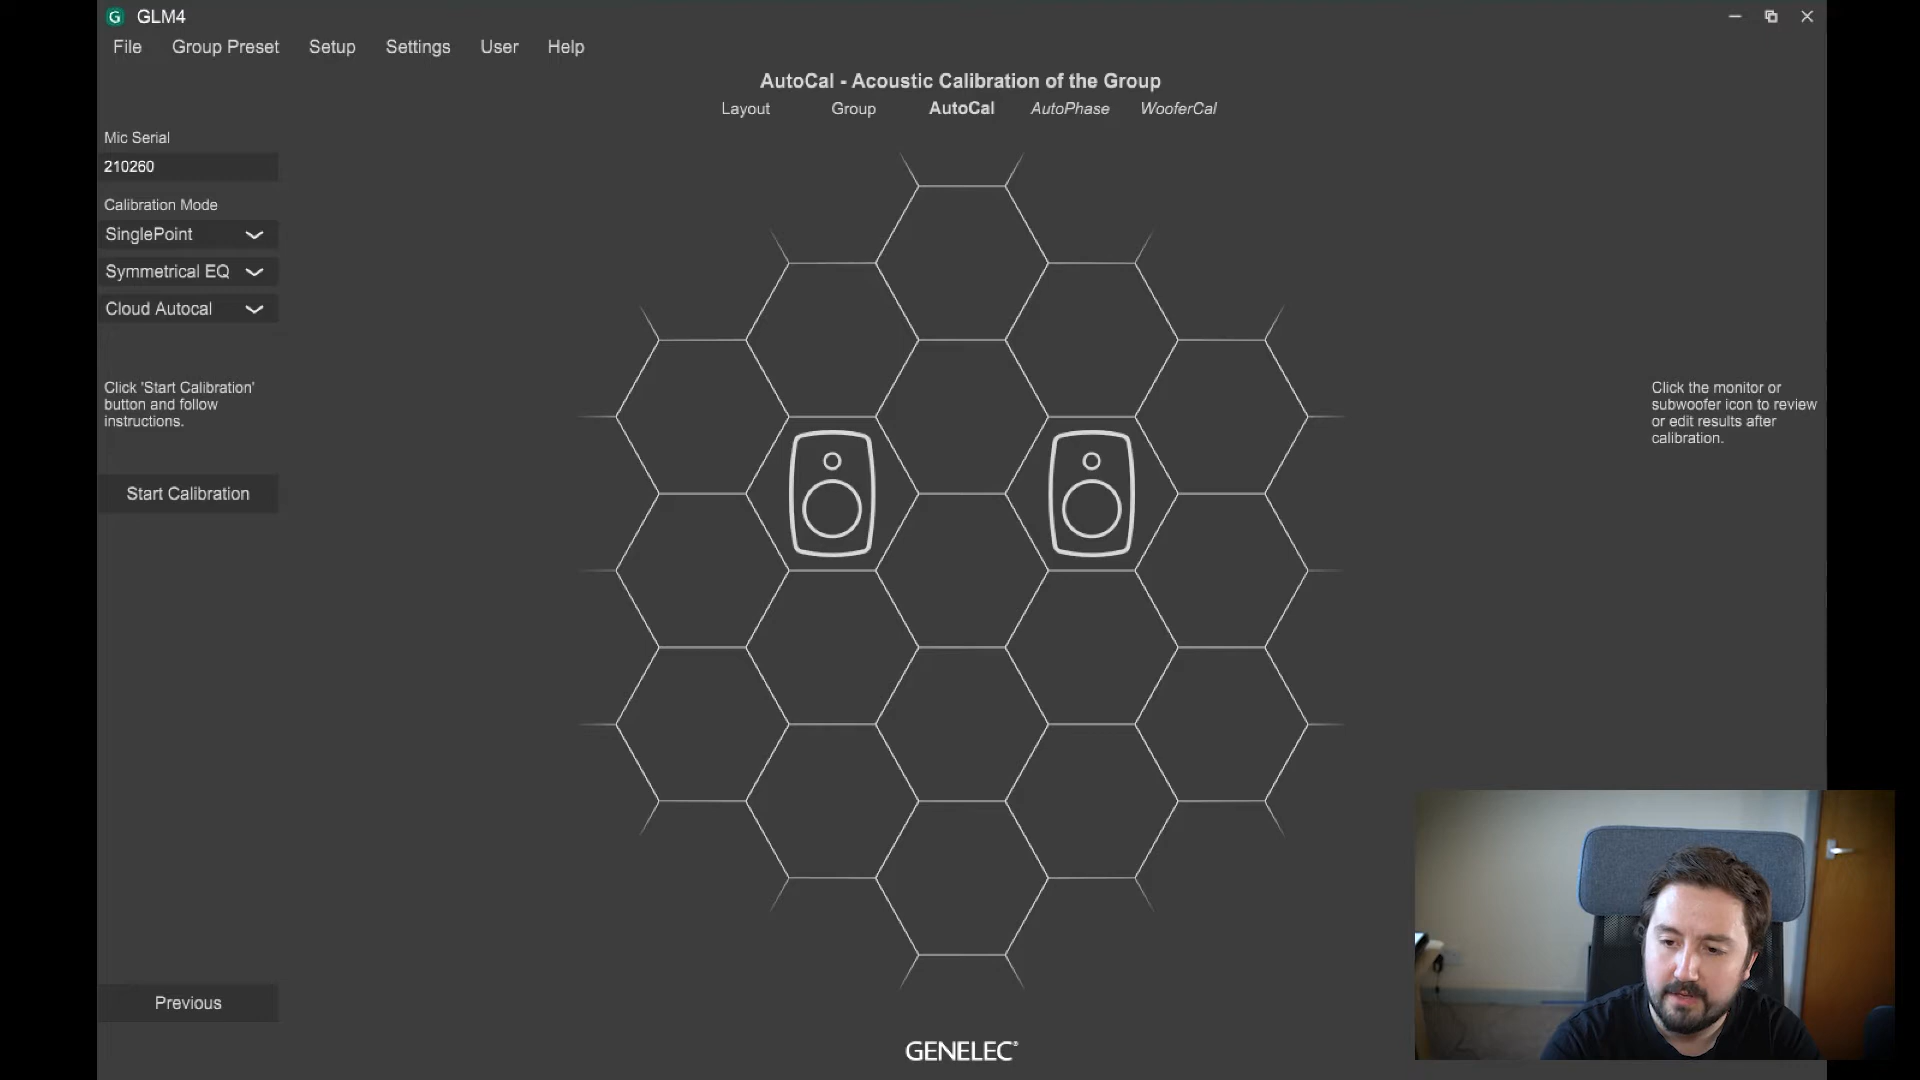 GLM4
File Group Preset Setup Settings User Help
AutoCal - Acoustic Calibration of the Group
Layout Group AutoCal AutoPhase WooferCal
Mic Serial
210260
Calibration Mode
SinglePoint
Symmetrical EQ
Cloud Autocal
Click 'Start Calibration'
button and follow
instructions.
Start Calibration
Click the monitor or
subwoofer icon to review
or edit results after
calibration.
Previous
GENELEC®